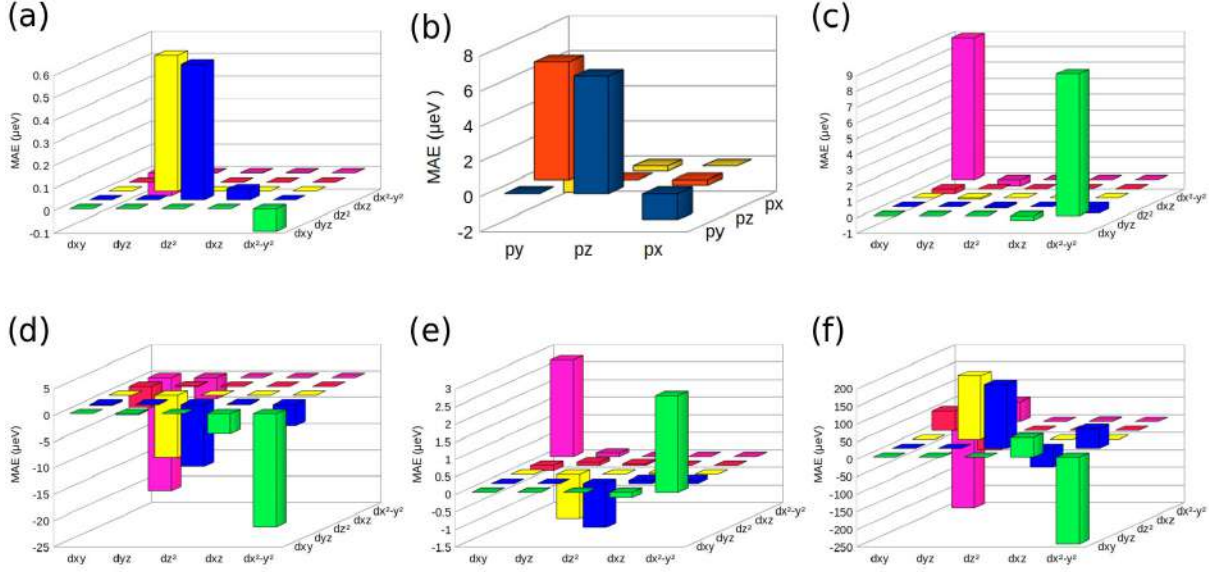 (a)
0.6
0.5
0.4
0.3
0.2
0.1
0
-0.1
MAE (µeV)
dxy dyz dz² dxz dx²-y²
dxy
dyz
dz²
dxz
dx²-y²
(b)
8
6
4
2
0
-2
MAE (µeV )
py pz px
py
pz
px
(c)
9
8
7
6
5
4
3
2
1
0
-1
MAE (µeV)
dxy dyz dz² dxz dx²-y²
dxy
dyz
dz²
dxz
dx²-y²
(d)
5
0
-5
-10
-15
-20
-25
MAE (µeV)
dxy dyz dz² dxz dx²-y²
dxy
dyz
dz²
dxz
dx²-y²
(e)
3
2.5
2
1.5
1
0.5
0
-0.5
-1
-1.5
MAE (µeV)
dxy dyz dz² dxz dx²-y²
dxy
dyz
dz²
dxz
dx²-y²
(f)
200
150
100
50
0
-50
-100
-150
-200
-250
MAE (µeV)
dxy dyz dz² dxz dx²-y²
dxy
dyz
dz²
dxz
dx²-y²